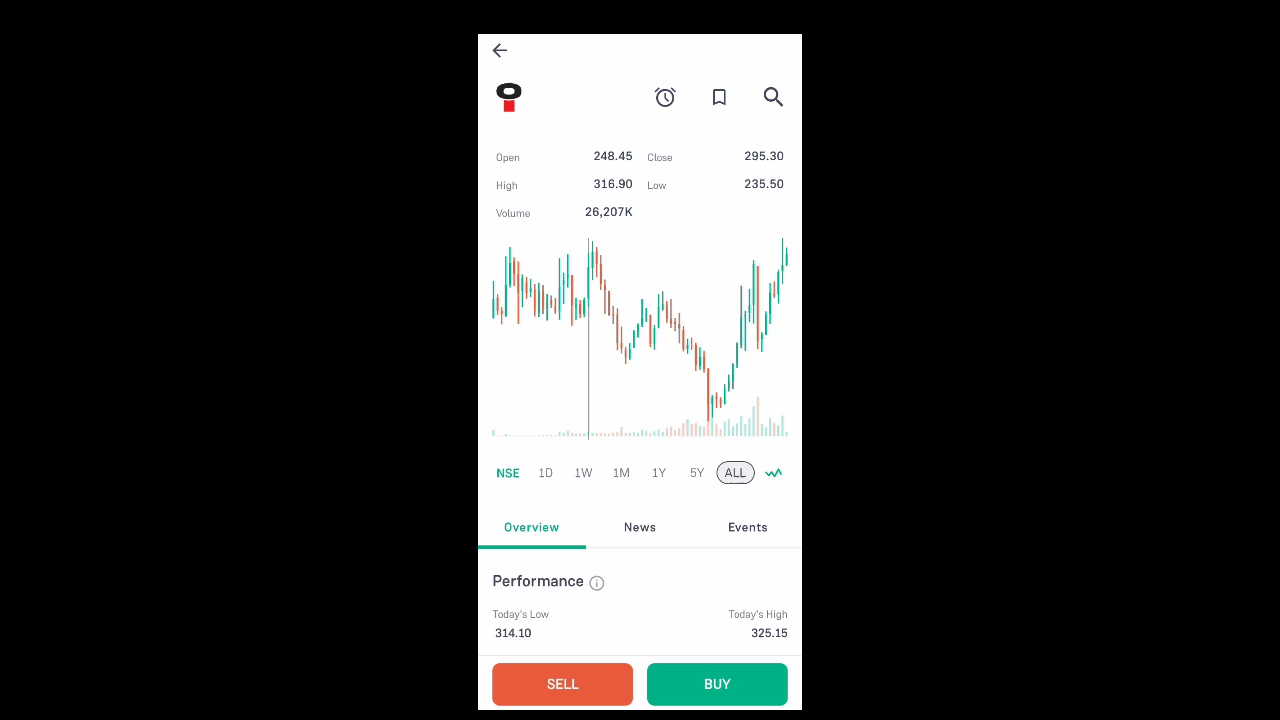 Open 248.45 Close 295.30
High 316.90 Low 235.50
Volume 26,207K
NSE 1D 1W 1M 1Y 5Y ALL
Overview News Events
Performance
Today's Low Today's High
314.10 325.15
SELL BUY